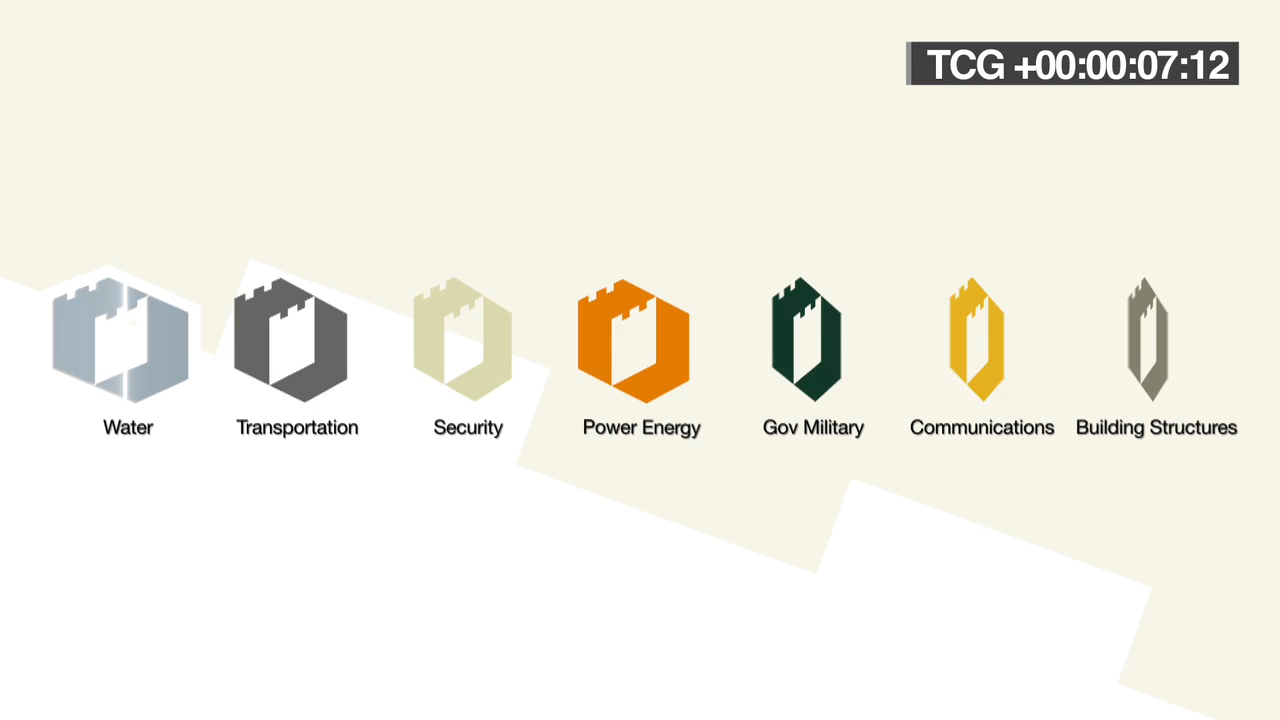 TCG +00:00:07:12
Water
Transportation
Security
Power Energy
Gov Military
Communications
Building Structures